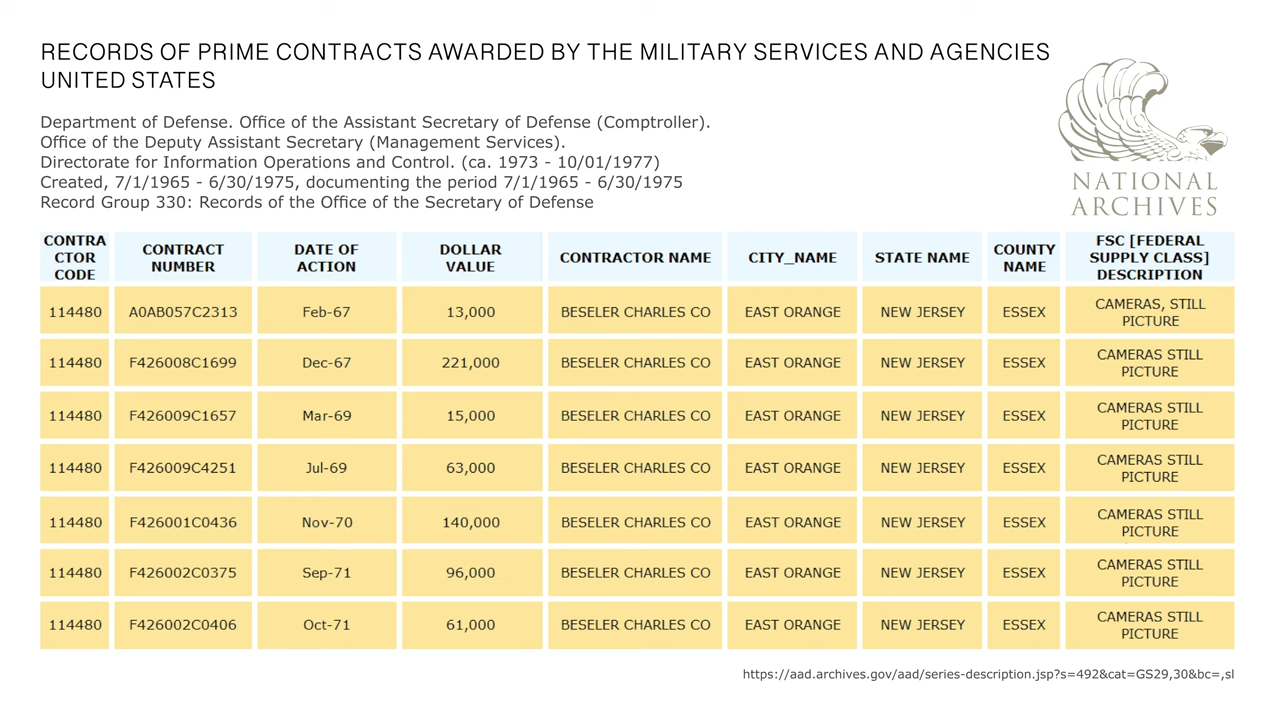 RECORDS OF PRIME CONTRACTS AWARDED BY THE MILITARY SERVICES AND AGENCIES
UNITED STATES
Department of Defense. Office of the Assistant Secretary of Defense (Comptroller).
Office of the Deputy Assistant Secretary (Management Services).
Directorate for Information Operations and Control. (ca. 1973 - 10/01/1977)
Created, 7/1/1965 - 6/30/1975, documenting the period 7/1/1965 - 6/30/1975
Record Group 330: Records of the Office of the Secretary of Defense
NATIONAL
ARCHIVES
CONTRA
CTOR
CODE
CONTRACT
NUMBER
DATE OF
ACTION
DOLLAR
VALUE
CONTRACTOR NAME
CITY_NAME
STATE NAME
COUNTY
NAME
FSC [FEDERAL
SUPPLY CLASS]
DESCRIPTION
114480 A0AB057C2313 Feb-67 13,000 BESELER CHARLES CO EAST ORANGE NEW JERSEY ESSEX CAMERAS, STILL
PICTURE
114480 F426008C1699 Dec-67 221,000 BESELER CHARLES CO EAST ORANGE NEW JERSEY ESSEX CAMERAS STILL
PICTURE
114480 F426009C1657 Mar-69 15,000 BESELER CHARLES CO EAST ORANGE NEW JERSEY ESSEX CAMERAS STILL
PICTURE
114480 F426009C4251 Jul-69 63,000 BESELER CHARLES CO EAST ORANGE NEW JERSEY ESSEX CAMERAS STILL
PICTURE
114480 F426001C0436 Nov-70 140,000 BESELER CHARLES CO EAST ORANGE NEW JERSEY ESSEX CAMERAS STILL
PICTURE
114480 F426002C0375 Sep-71 96,000 BESELER CHARLES CO EAST ORANGE NEW JERSEY ESSEX CAMERAS STILL
PICTURE
114480 F426002C0406 Oct-71 61,000 BESELER CHARLES CO EAST ORANGE NEW JERSEY ESSEX CAMERAS STILL
PICTURE
https://aad.archives.gov/aad/series-description.jsp?s=492&cat=GS29,30&bc=,sl